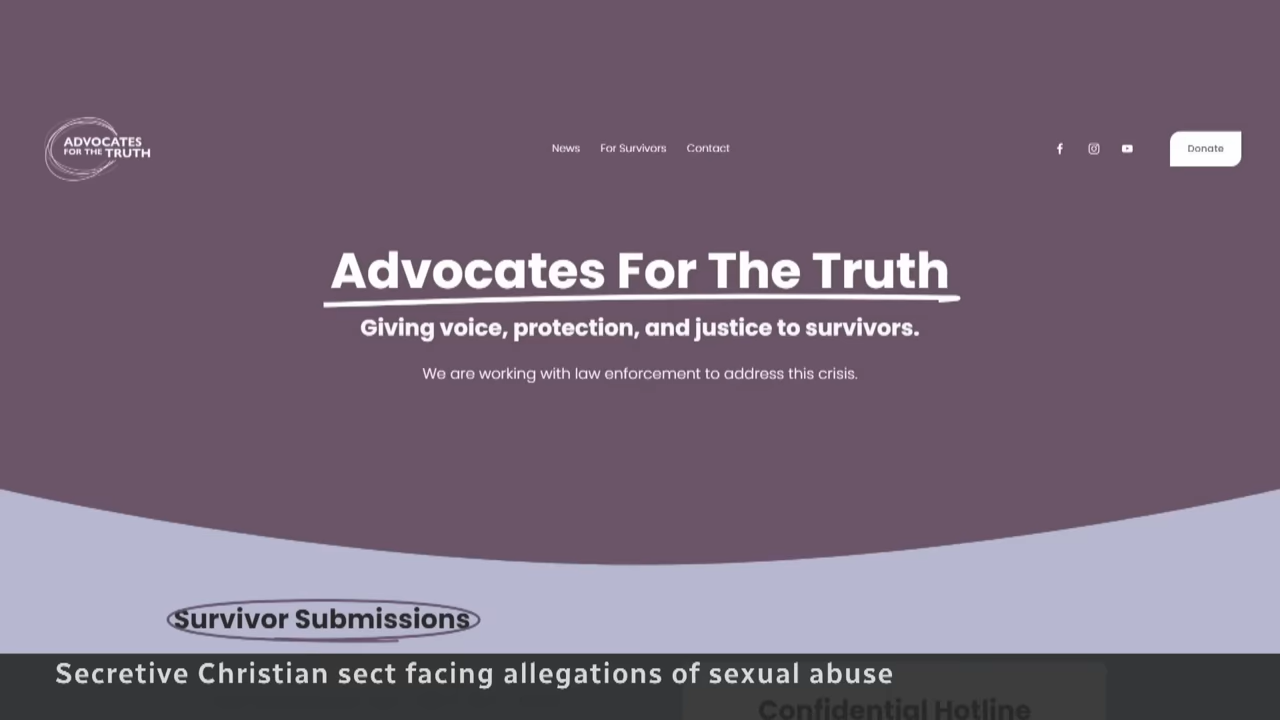 ADVOCATES
FOR THE TRUTH
News For Survivors Contact
Donate
Advocates For The Truth
Giving voice, protection, and justice to survivors.
We are working with law enforcement to address this crisis.
Survivor Submissions
Secretive Christian sect facing allegations of sexual abuse
Confidential Hotline